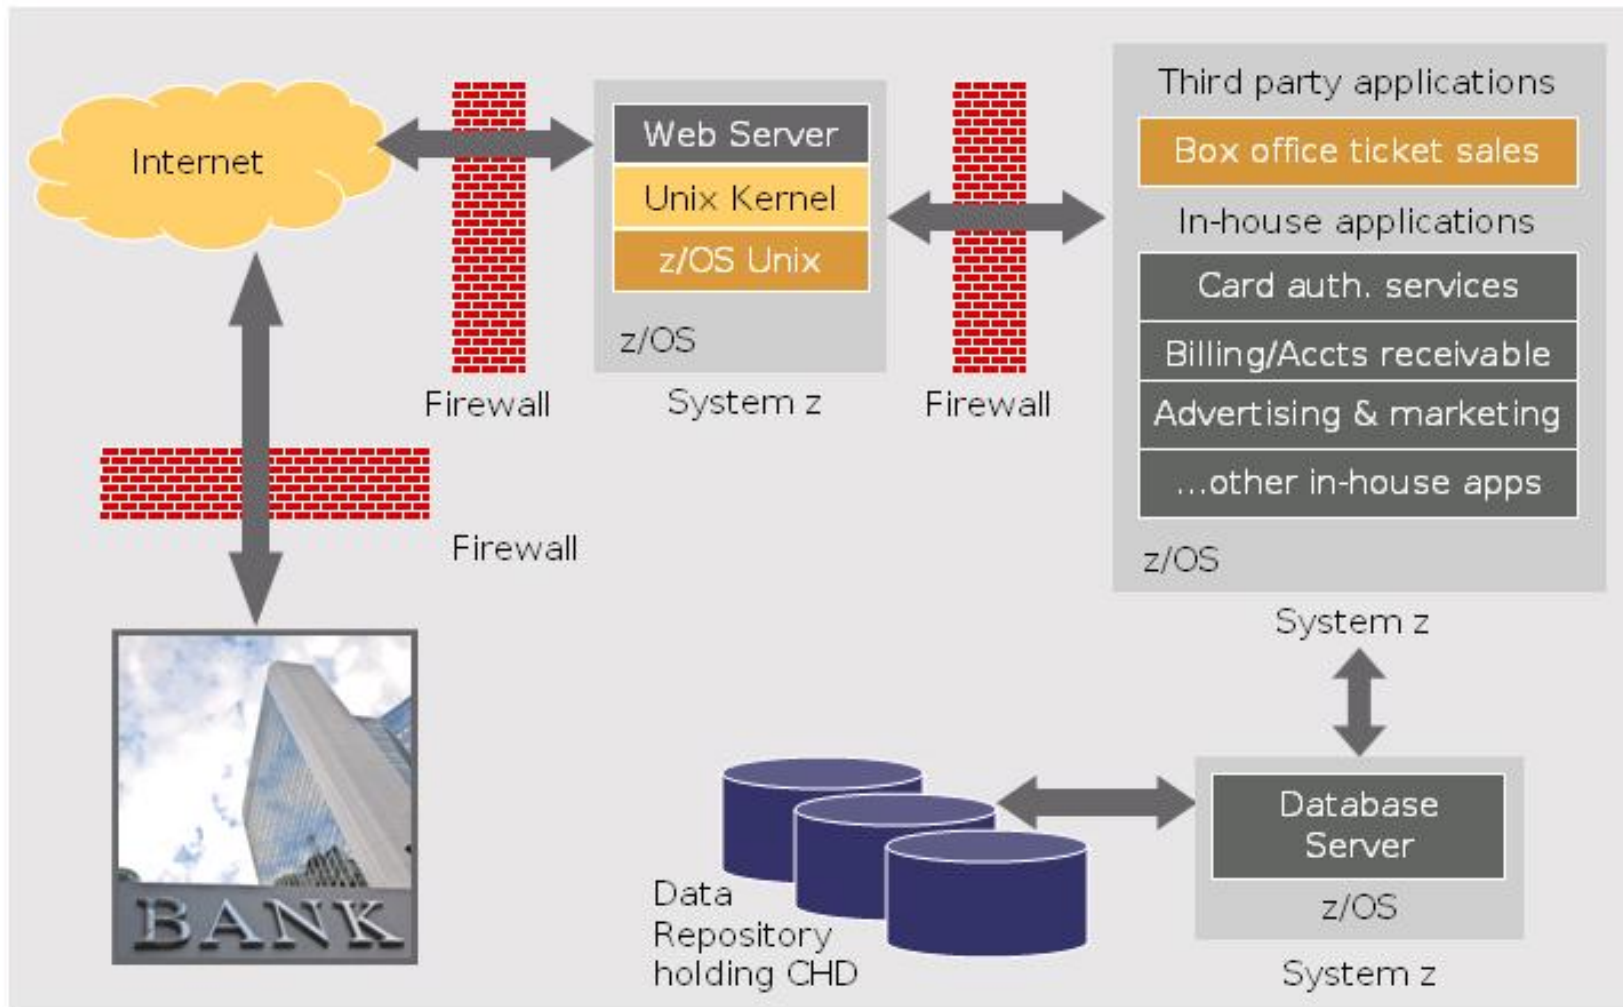 Internet
Firewall
Firewall
BANK
Web Server
Unix Kernel
z/OS Unix
z/OS
System z
Firewall
Third party applications
Box office ticket sales
In-house applications
Card auth. services
Billing/Accts receivable
Advertising & marketing
...other in-house apps
z/OS
System z
Database
Server
z/OS
System z
Data
Repository
holding CHD